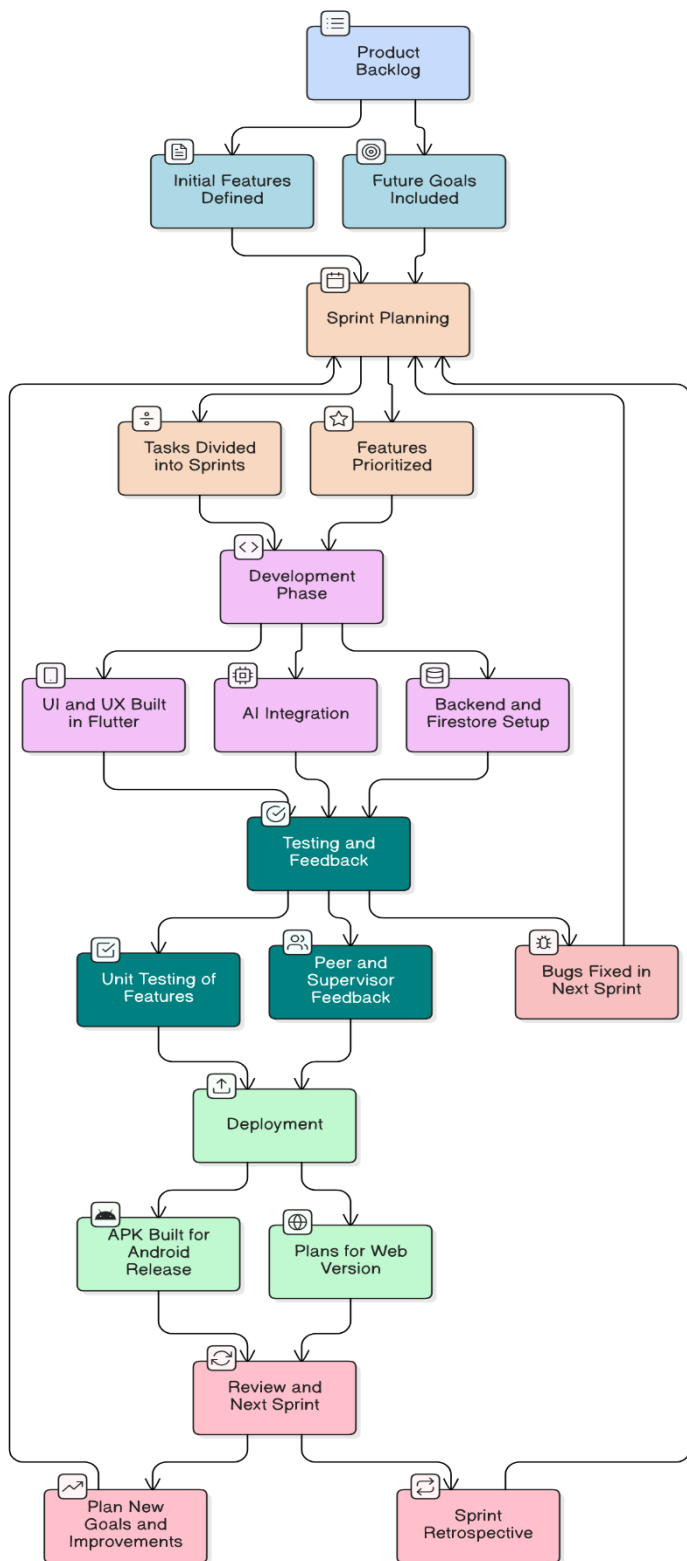 Product
Backlog
Initial Features
Defined
Future Goals
Included
Sprint Planning
Tasks Divided
into Sprints
Features
Prioritized
Development
Phase
UI and UX Built
in Flutter
AI Integration
Backend and
Firestore Setup
Testing and
Feedback
Unit Testing of
Features
Peer and
Supervisor
Feedback
Bugs Fixed in
Next Sprint
Deployment
APK Built for
Android
Release
Plans for Web
Version
Review and
Next Sprint
Plan New
Goals and
Improvements
Sprint
Retrospective